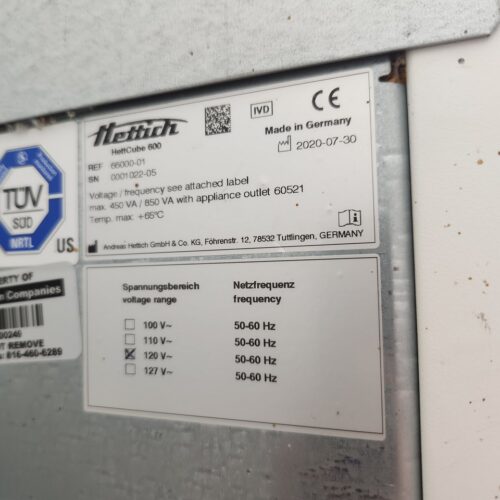 Hettich
HettCube 600
IVD
CE
Made in Germany
2020-07-30
REF 66000-01
SN 0001022-05
Voltage / frequency see attached label
max. 450 VA / 850 VA with appliance outlet 60521
Temp. max +65°C
Andreas Hettich GmbH & Co. KG, Föhrenstr. 12, 78532 Tuttlingen, GERMANY
TÜV
SÜD
NRTL
US
ERTY OF
Companies
00249
T REMOVE
816-460-6289
Spannungsbereich Netzfrequenz
voltage range frequency
100 V~ 50-60 Hz
110 V~ 50-60 Hz
120 V~ 50-60 Hz
127 V~ 50-60 Hz